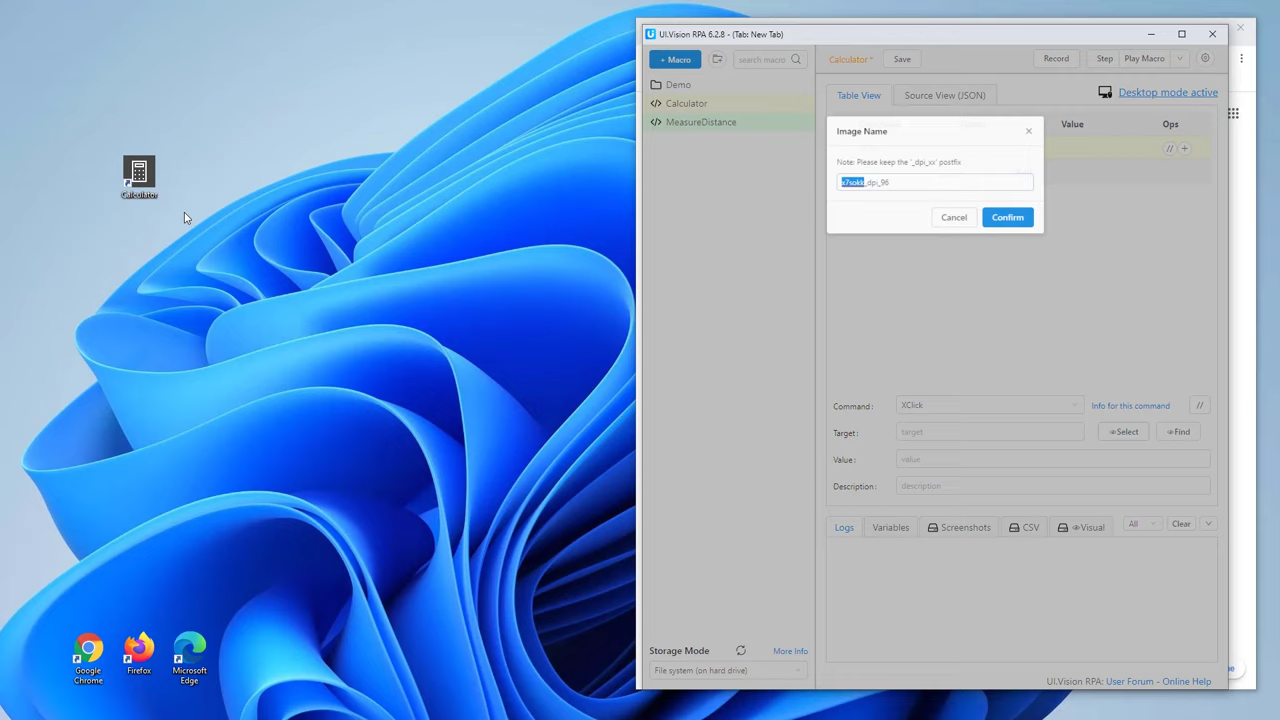 Calculator
Google
Chrome
Firefox
Microsoft
Edge
UI.Vision RPA 6.2.8 - (Tab: New Tab)
+ Macro
search macro
Calculator*
Save
Record
Step
Play Macro
Demo
Calculator
MeasureDistance
Table View
Source View (JSON)
Desktop mode active
Value
Ops
//
Image Name
Note: Please keep the '_dpi_xx' postfix
x7sokk_dpi_96
Cancel
Confirm
Command:
XClick
Info for this command
//
Target:
target
Select
Find
Value:
value
Description:
description
Logs
Variables
Screenshots
CSV
Visual
All
Clear
Storage Mode
More Info
File system (on hard drive)
UI.Vision RPA: User Forum - Online Help